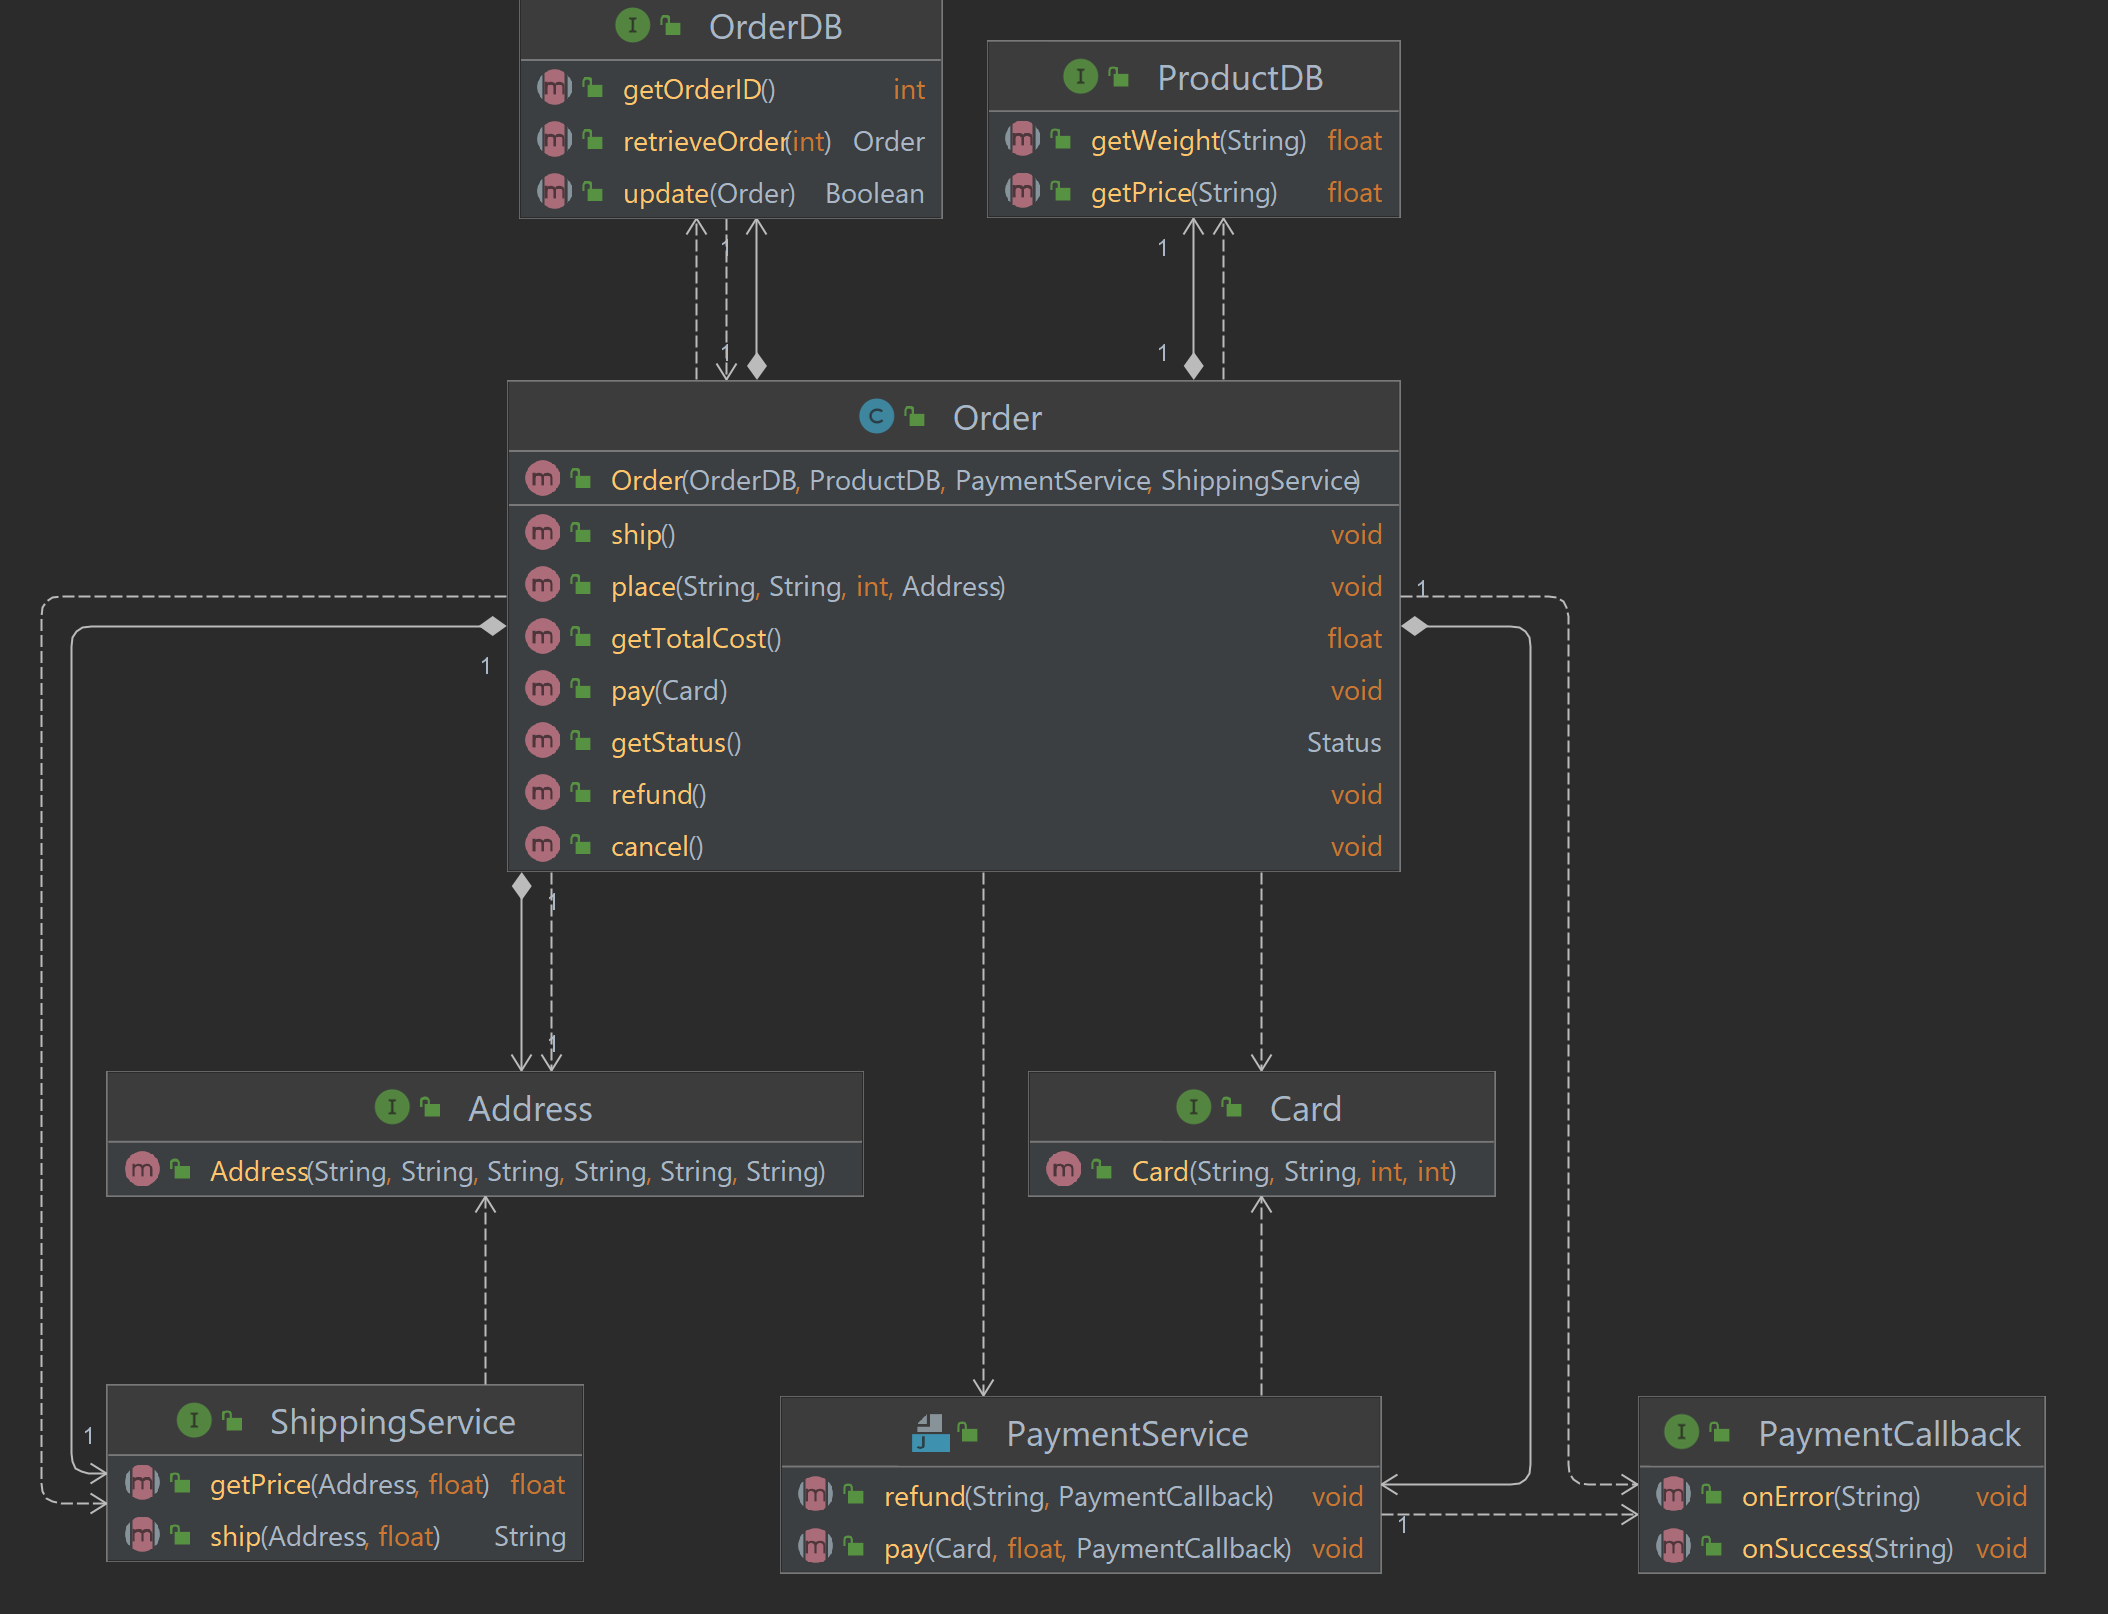 OrderDB
getOrderID() int
retrieveOrder(int) Order
update(Order) Boolean
ProductDB
getWeight(String) float
getPrice(String) float
1
1
1
1
Order
Order(OrderDB, ProductDB, PaymentService, ShippingService)
ship() void
place(String, String, int, Address) void
getTotalCost() float
pay(Card) void
getStatus() Status
refund() void
cancel() void
1
1
1
1
Address
Address(String, String, String, String, String, String)
Card
Card(String, String, int, int)
1
ShippingService
getPrice(Address, float) float
ship(Address, float) String
PaymentService
refund(String, PaymentCallback) void
pay(Card, float, PaymentCallback) void
1
PaymentCallback
onError(String) void
onSuccess(String) void